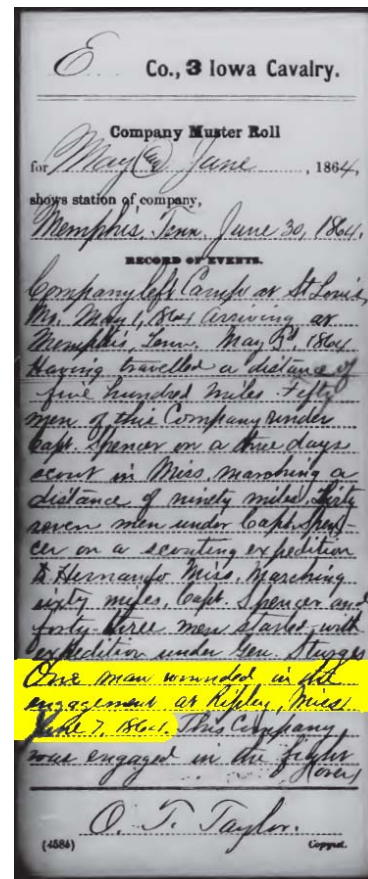 E Co., 3 Iowa Cavalry.
Company Muster Roll
for May & June, 1864,
shows station of company,
Memphis, Tenn. June 30, 1864.
RECORD OF EVENTS.
Company left Camp at St Louis,
Mo. May 1, 1864 arriving at
Memphis, Tenn. May 1864
Having travelled a distance of
five hundred miles. Fifty
men of this Company under
Capt. Spencer on a days
scout in Miss. marching a
distance of ninety miles.
seven men under Capt. Spen-
cer on a scouting expedition
to Hernando Miss. Marching
sixty miles, Capt. Spencer and
forty-three men started with
expedition under Gen. Sturges
One man wounded in the
engagement at Ripley, Miss
June 7, 1864. This Company
was engaged in the fight
(over)
O. T. Taylor.
(4584) Copyist.